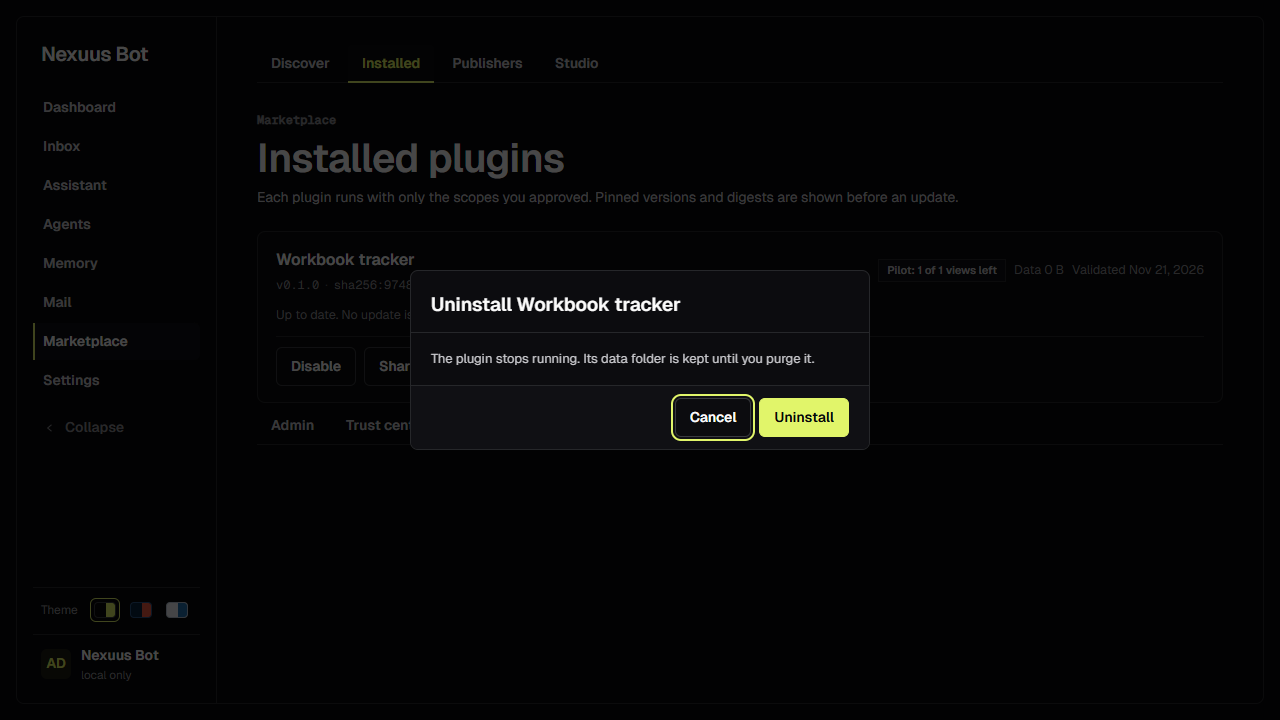 Nexuus Bot
Dashboard
Inbox
Assistant
Agents
Memory
Mail
Marketplace
Settings
Collapse
Theme
AD
Nexuus Bot
local only
Discover Installed Publishers Studio
Marketplace
Installed plugins
Each plugin runs with only the scopes you approved. Pinned versions and digests are shown before an update.
Workbook tracker
Pilot: 1 of 1 views left Data 0 B Validated Nov 21, 2026
v0.1.0 · sha256:9748
Up to date. No update
Disable
Admin
Uninstall Workbook tracker
The plugin stops running. Its data folder is kept until you purge it.
Cancel Uninstall